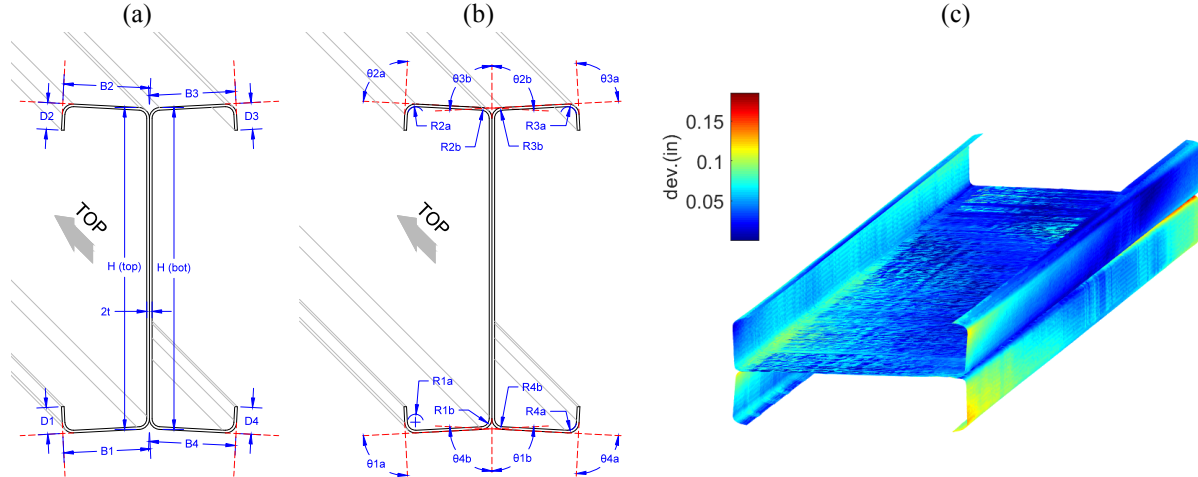 (a)
(b)
(c)
B2
B3
D2
D3
TOP
H (top)
H (bot)
2t
D1
D4
B1
B4
θ2a
θ3b
θ2b
θ3a
R2a
R3a
R2b
R3b
TOP
R1a
R1b
R4b
R4a
θ1a
θ4b
θ1b
θ4a
dev.(in)
0.15
0.1
0.05